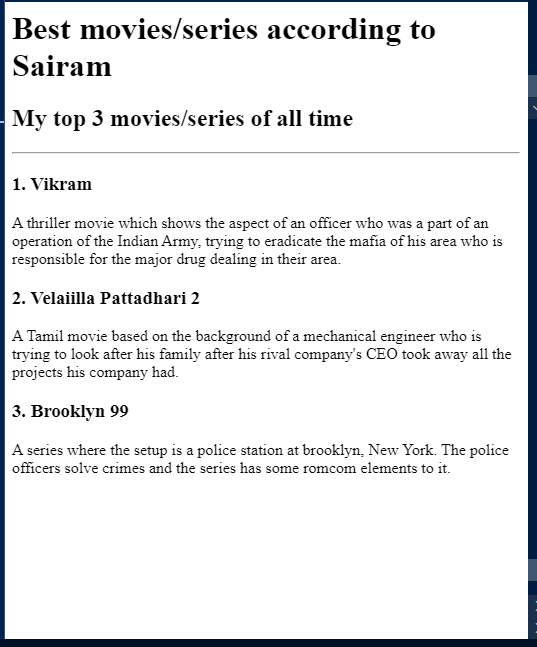 Best movies/series according to
Sairam
My top 3 movies/series of all time
1. Vikram
A thriller movie which shows the aspect of an officer who was a part of an
operation of the Indian Army, trying to eradicate the mafia of his area who is
responsible for the major drug dealing in their area.
2. Velaiilla Pattadhari 2
A Tamil movie based on the background of a mechanical engineer who is
trying to look after his family after his rival company's CEO took away all the
projects his company had.
3. Brooklyn 99
A series where the setup is a police station at brooklyn, New York. The police
officers solve crimes and the series has some romcom elements to it.